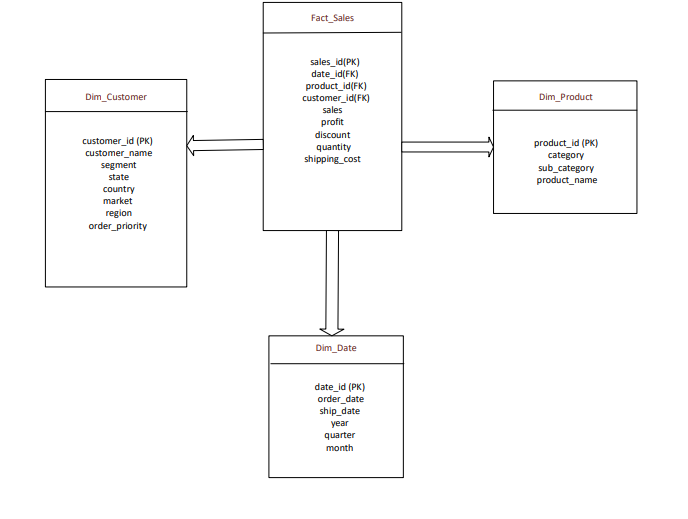 Fact_Sales
sales_id(PK)
date_id(FK)
product_id(FK)
customer_id(FK)
sales
profit
discount
quantity
shipping_cost
Dim_Customer
customer_id (PK)
customer_name
segment
state
country
market
region
order_priority
Dim_Product
product_id (PK)
category
sub_category
product_name
Dim_Date
date_id (PK)
order_date
ship_date
year
quarter
month